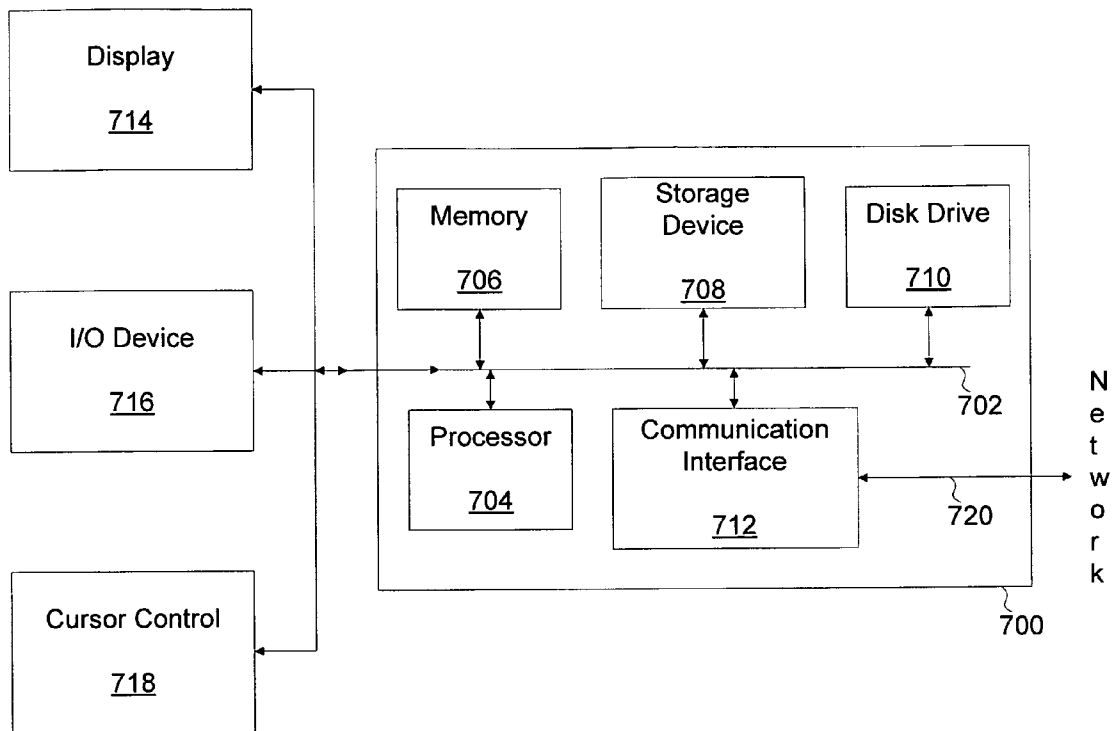 Display
714
I/O Device
716
Cursor Control
718
Memory
706
Storage
Device
708
Disk Drive
710
702
Processor
704
Communication
Interface
712
720
700
Network